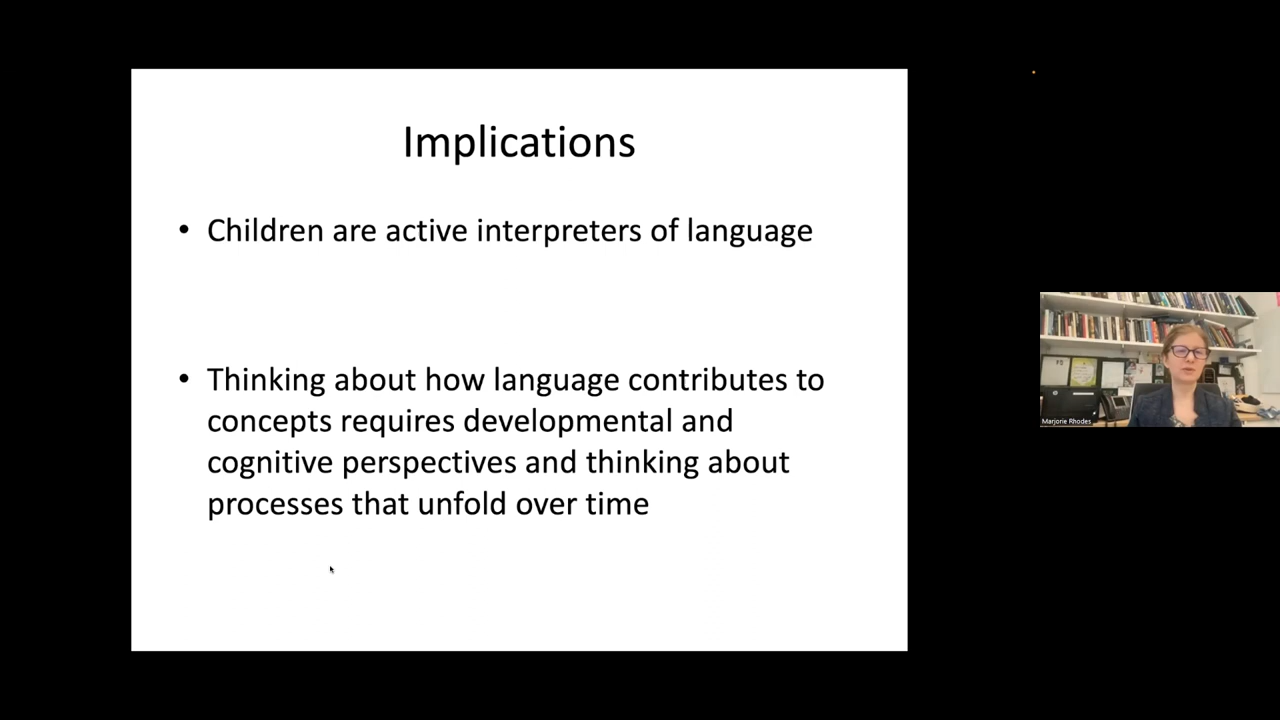 Implications
• Children are active interpreters of language
• Thinking about how language contributes to
concepts requires developmental and
cognitive perspectives and thinking about
processes that unfold over time
Marjorie Rhodes